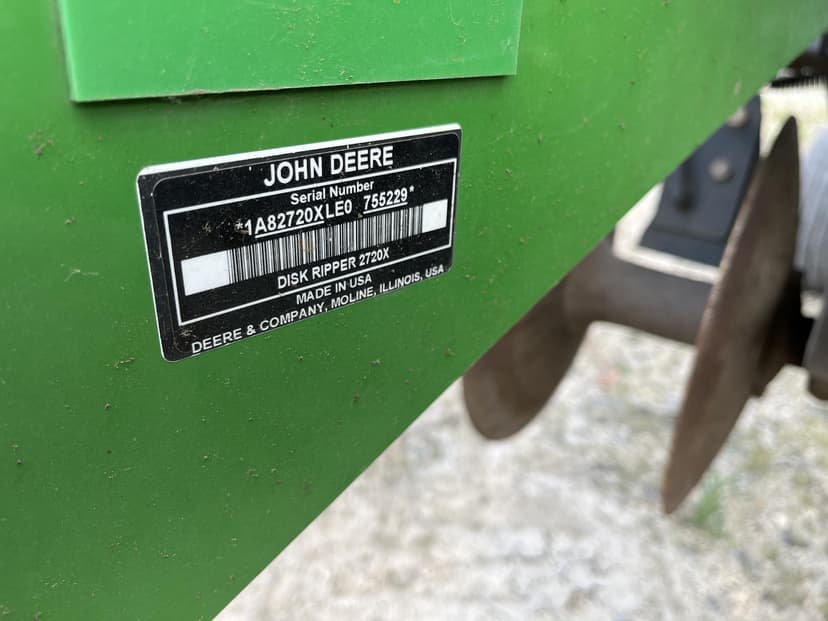 JOHN DEERE
Serial Number
*1A82720XLE0 755229*
DISK RIPPER 2720X
MADE IN USA
DEERE & COMPANY, MOLINE, ILLINOIS, USA